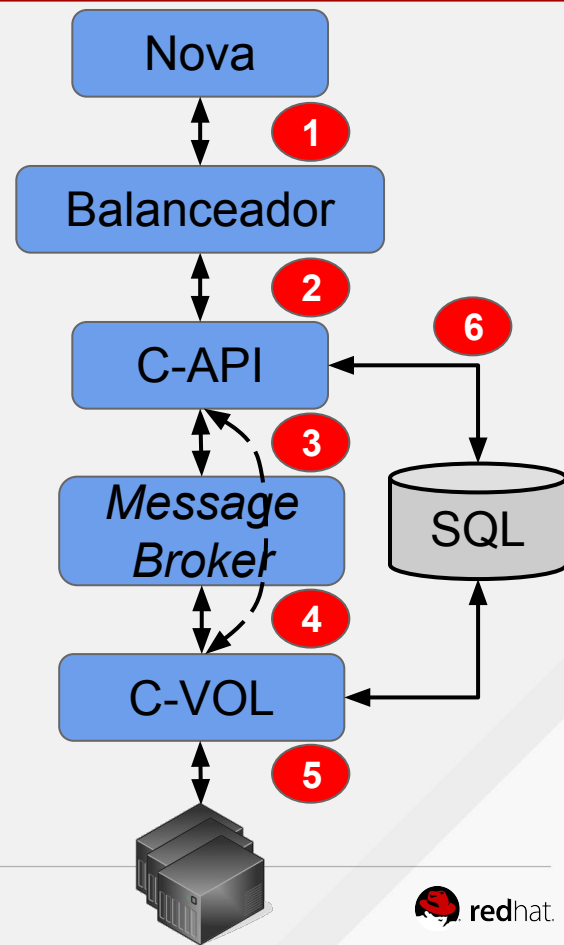 Nova
1
Balanceador
2
6
C-API
3
Message
Broker
SQL
4
C-VOL
5
redhat.